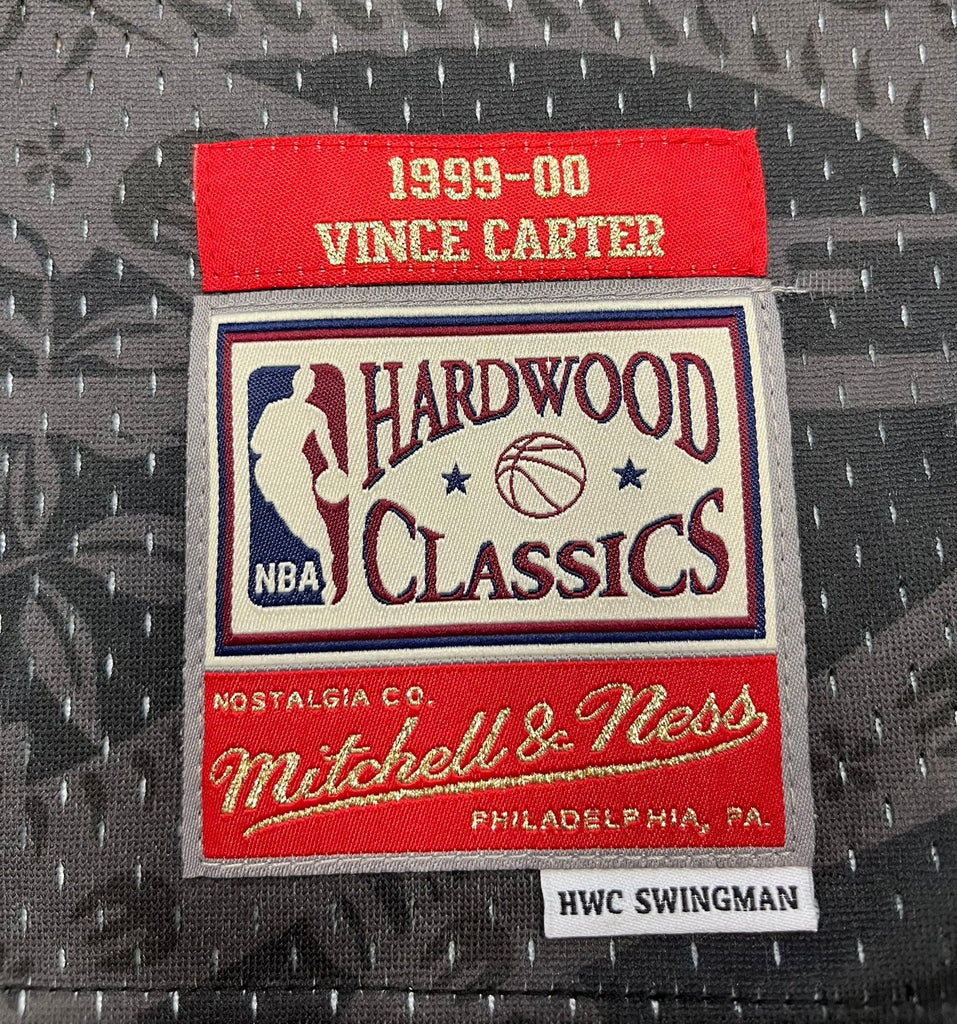 1999-00
VINCE CARTER
HARDWOOD
CLASSICS
NBA
NOSTALGIA CO.
Mitchell & Ness
PHILADELPHIA, PA.
HWC SWINGMAN